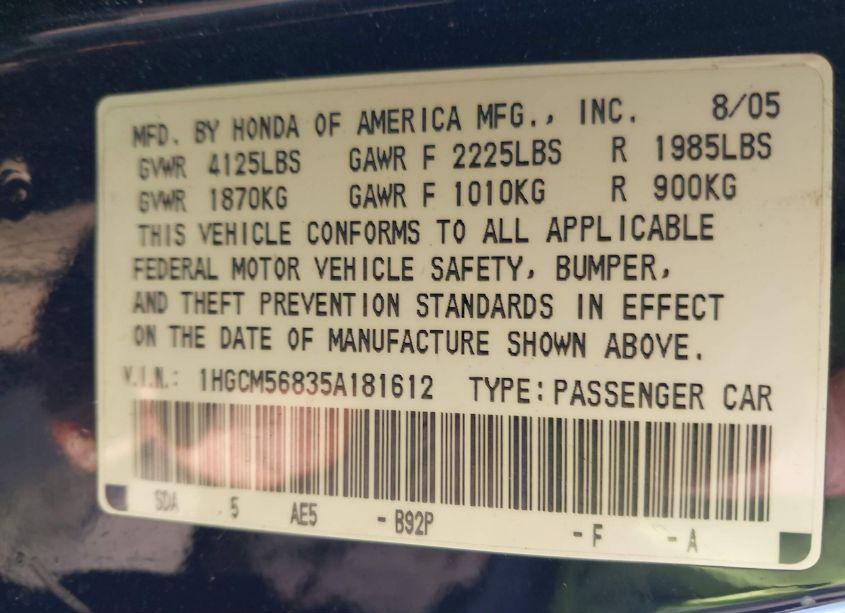 MFD. BY HONDA OF AMERICA MFG., INC. 8/05
GVWR 4125LBS GAWR F 2225LBS R 1985LBS
GVWR 1870KG GAWR F 1010KG R 900KG
THIS VEHICLE CONFORMS TO ALL APPLICABLE
FEDERAL MOTOR VEHICLE SAFETY, BUMPER,
AND THEFT PREVENTION STANDARDS IN EFFECT
ON THE DATE OF MANUFACTURE SHOWN ABOVE.
V.I.N.: 1HGCM56835A181612 TYPE: PASSENGER CAR
SDA 5 AE5 - B92P - F - A